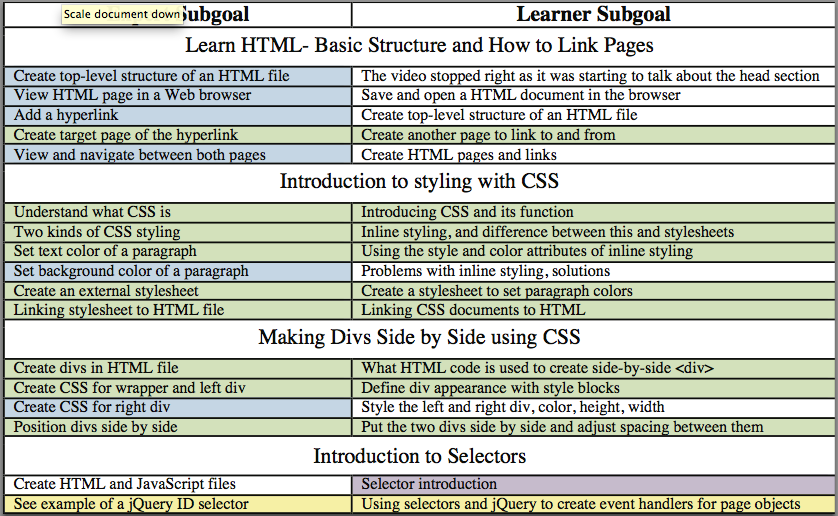 Scale document down Subgoal Learner Subgoal
Learn HTML- Basic Structure and How to Link Pages
Create top-level structure of an HTML file The video stopped right as it was starting to talk about the head section
View HTML page in a Web browser Save and open a HTML document in the browser
Add a hyperlink Create top-level structure of an HTML file
Create target page of the hyperlink Create another page to link to and from
View and navigate between both pages Create HTML pages and links
Introduction to styling with CSS
Understand what CSS is Introducing CSS and its function
Two kinds of CSS styling Inline styling, and difference between this and stylesheets
Set text color of a paragraph Using the style and color attributes of inline styling
Set background color of a paragraph Problems with inline styling, solutions
Create an external stylesheet Create a stylesheet to set paragraph colors
Linking stylesheet to HTML file Linking CSS documents to HTML
Making Divs Side by Side using CSS
Create divs in HTML file What HTML code is used to create side-by-side <div>
Create CSS for wrapper and left div Define div appearance with style blocks
Create CSS for right div Style the left and right div, color, height, width
Position divs side by side Put the two divs side by side and adjust spacing between them
Introduction to Selectors
Create HTML and JavaScript files Selector introduction
See example of a jQuery ID selector Using selectors and jQuery to create event handlers for page objects